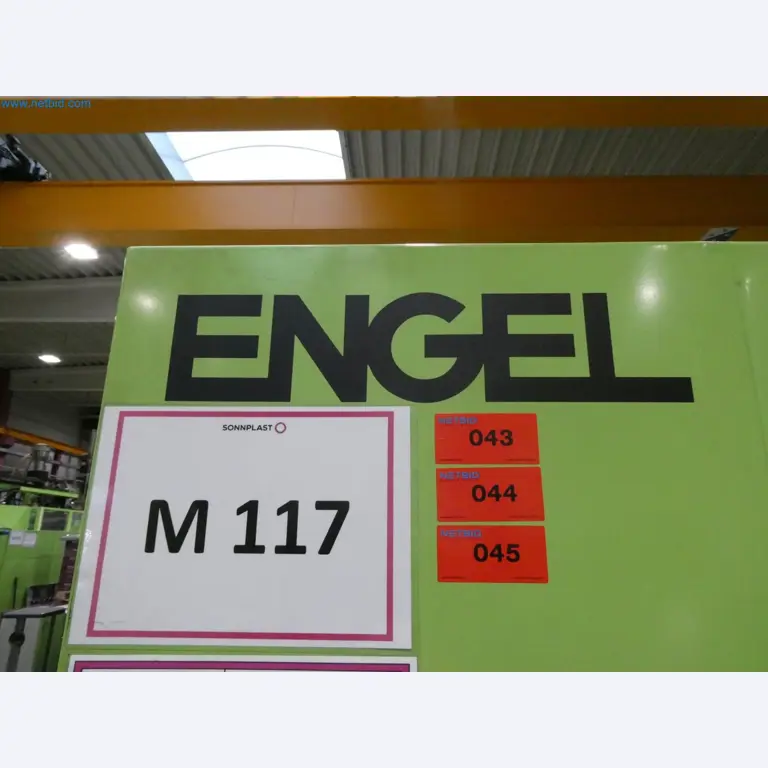 www.netbid.com
ENGEL
SONNPLAST
M 117
NETBID
043
NETBID
044
NETBID
045